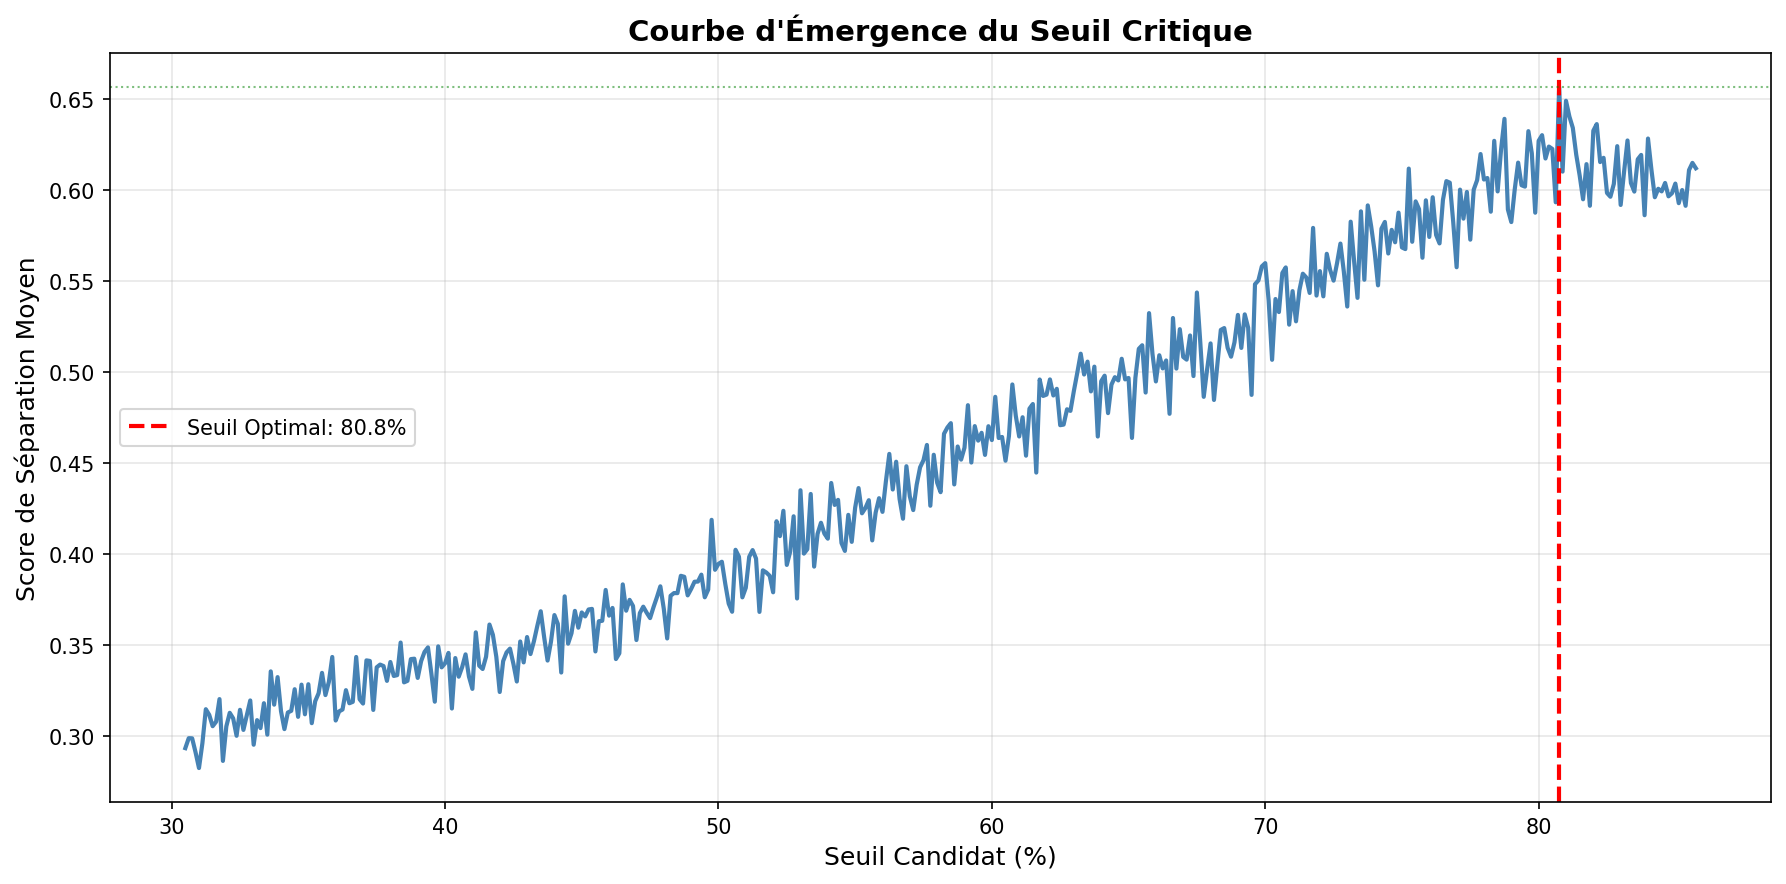 Courbe d'Émergence du Seuil Critique
Score de Séparation Moyen
0.65
0.60
0.55
0.50
0.45
0.40
0.35
0.30
Seuil Optimal: 80.8%
30 40 50 60 70 80
Seuil Candidat (%)